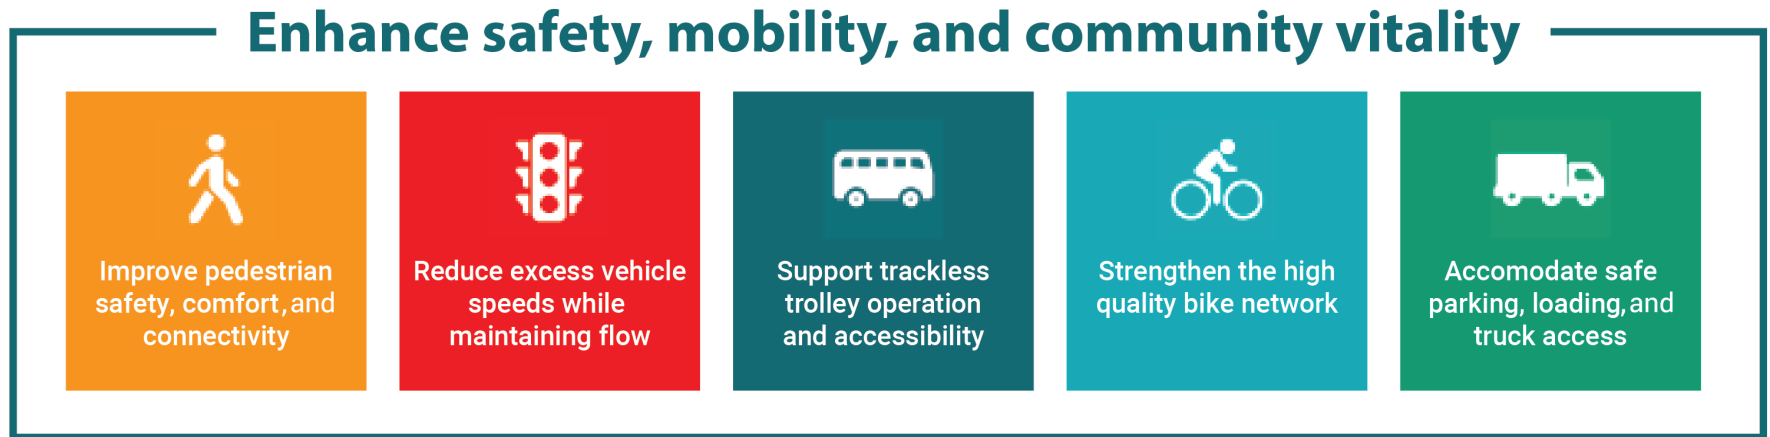 Enhance safety, mobility, and community vitality
Improve pedestrian
safety, comfort, and
connectivity
Reduce excess vehicle
speeds while
maintaining flow
Support trackless
trolley operation
and accessibility
Strengthen the high
quality bike network
Accomodate safe
parking, loading, and
truck access